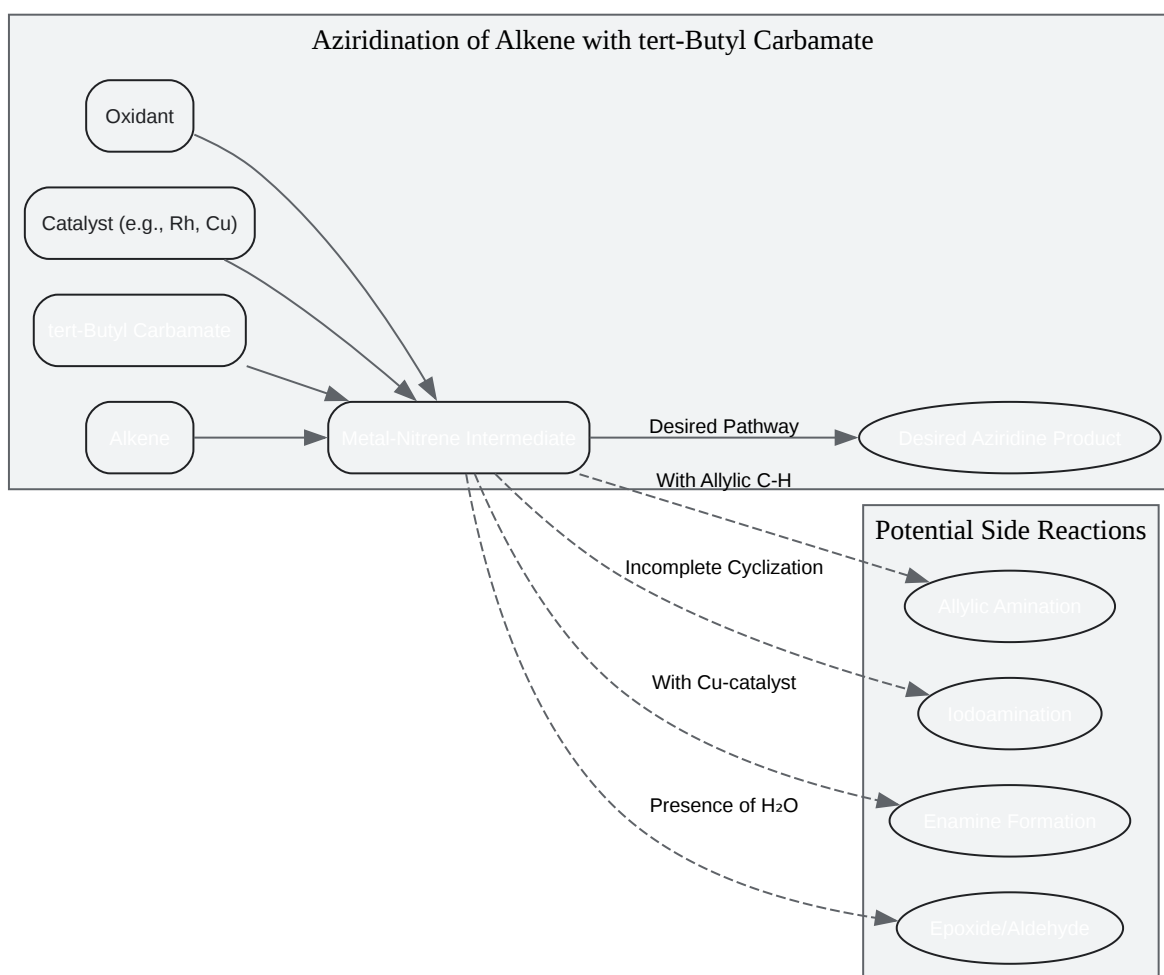 Aziridination of Alkene with tert-Butyl Carbamate
Oxidant
Catalyst (e.g., Rh, Cu)
tert-Butyl Carbamate
Alkene
Metal-Nitrene Intermediate
Desired Pathway
Desired Aziridine Product
With Allylic C-H
Potential Side Reactions
Incomplete Cyclization
Allylic Amination
With Cu-catalyst
Iodoamination
Presence of H₂O
Enamine Formation
Epoxide/Aldehyde